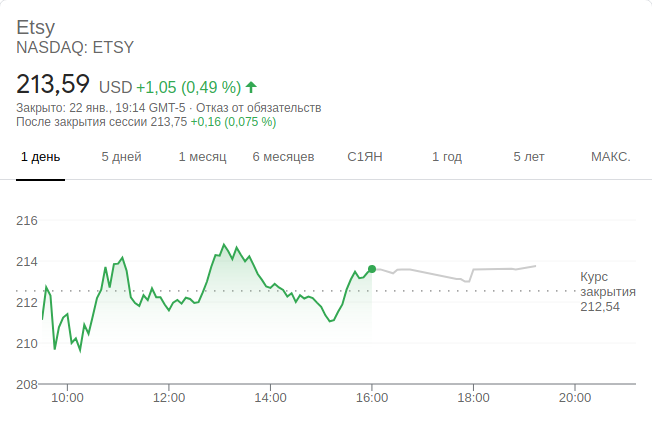 Etsy
NASDAQ: ETSY
213,59 USD +1,05 (0,49 %)
Закрыто: 22 янв., 19:14 GMT-5 · Отказ от обязательств
После закрытия сессии 213,75 +0,16 (0,075 %)
1 день 5 дней 1 месяц 6 месяцев С1ЯН 1 год 5 лет МАКС.
216
214
Курс
закрытия
212,54
212
210
208
10:00 12:00 14:00 16:00 18:00 20:00